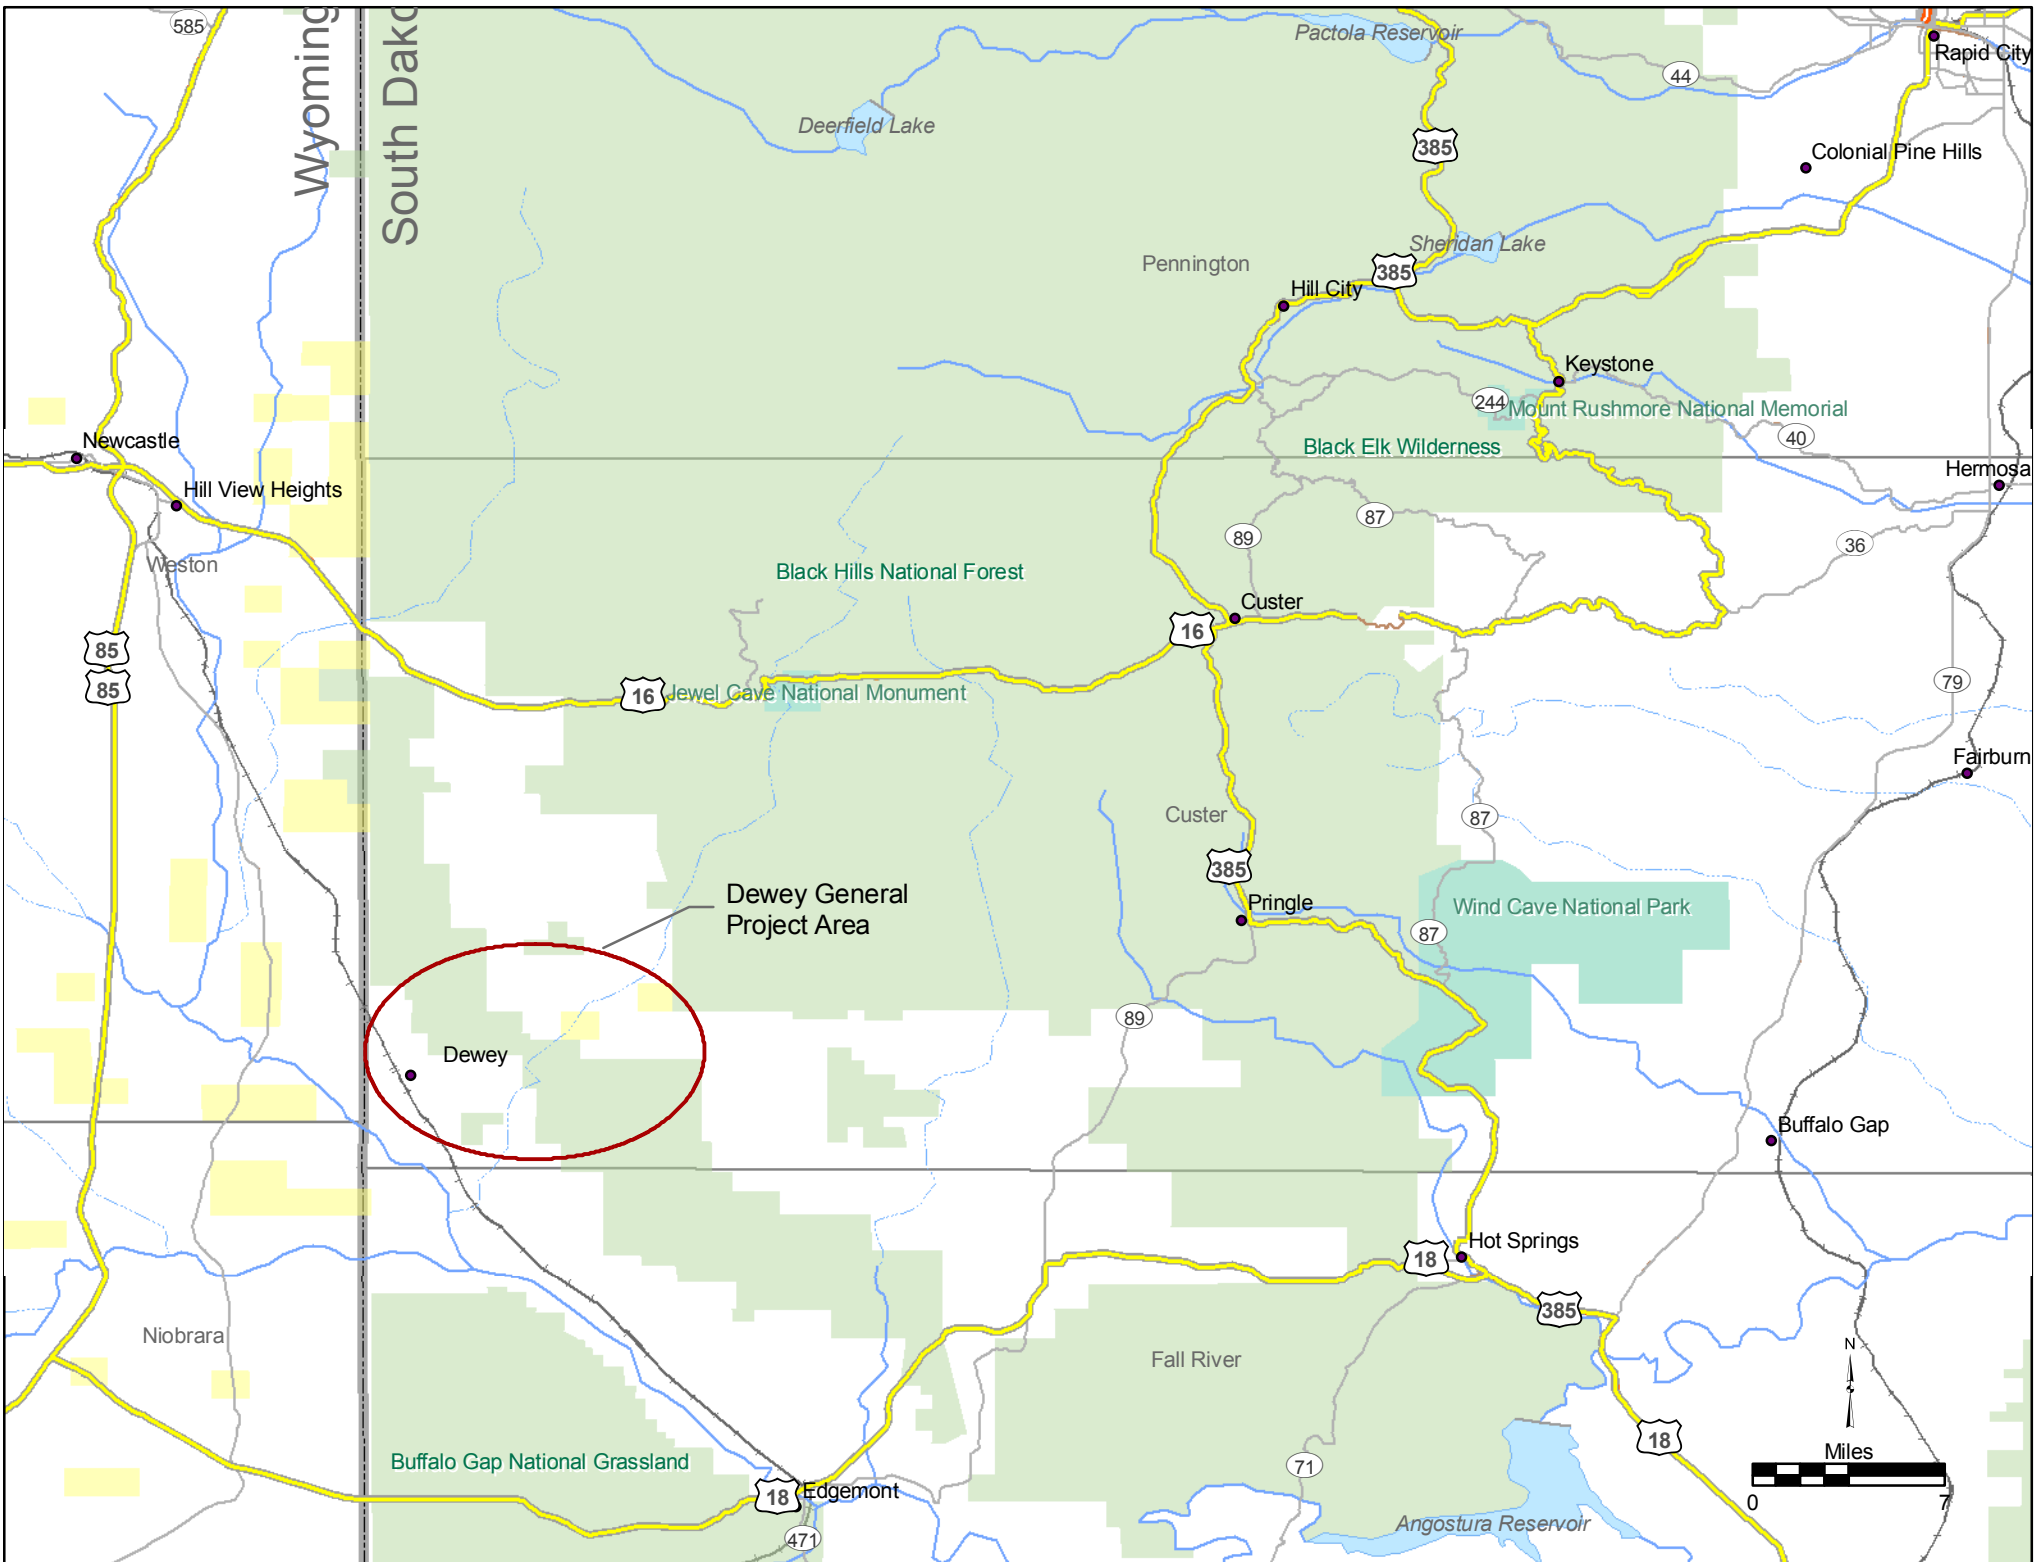 585
Wyoming
South Dako
Pactola Reservoir
Rapid City
44
Deerfield Lake
385
Colonial Pine Hills
Sheridan Lake
Pennington
385
Hill City
Keystone
244
Mount Rushmore National Memorial
40
Newcastle
Black Elk Wilderness
Hermosa
Hill View Heights
87
89
36
Weston
Black Hills National Forest
Custer
16
85
85
16
Jewel Cave National Monument
79
Fairburn
Custer
87
385
Dewey General
Project Area
Pringle
Wind Cave National Park
87
89
Dewey
Buffalo Gap
Hot Springs
18
385
Niobrara
Fall River
N
18
Miles
Buffalo Gap National Grassland
71
18
Edgemont
0
7
Angostura Reservoir
471